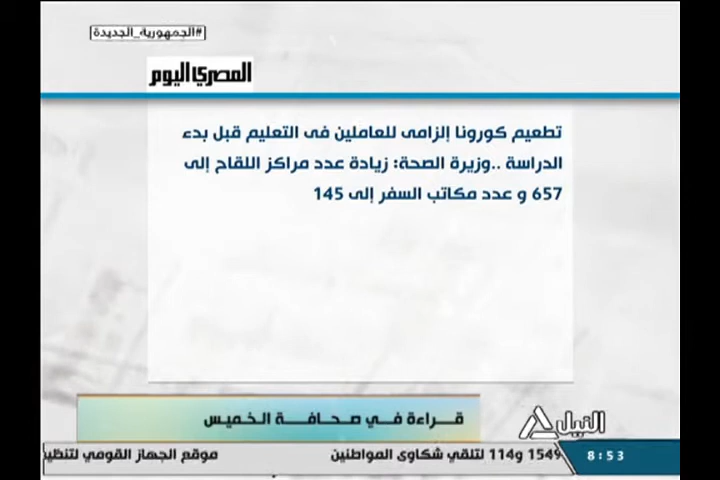 #الجمهورية_الجديدة
المصري اليوم
تطعيم كورونا إلزامى للعاملين فى التعليم قبل بدء
الدراسة ..وزيرة الصحة: زيادة عدد مراكز اللقاح إلى
657 و عدد مكاتب السفر إلى 145
قراءة في صحافة الخميس
النيل
1549 و114 لتلقي شكاوى المواطنين
موقع الجهاز القومي لتنظيم
8:53